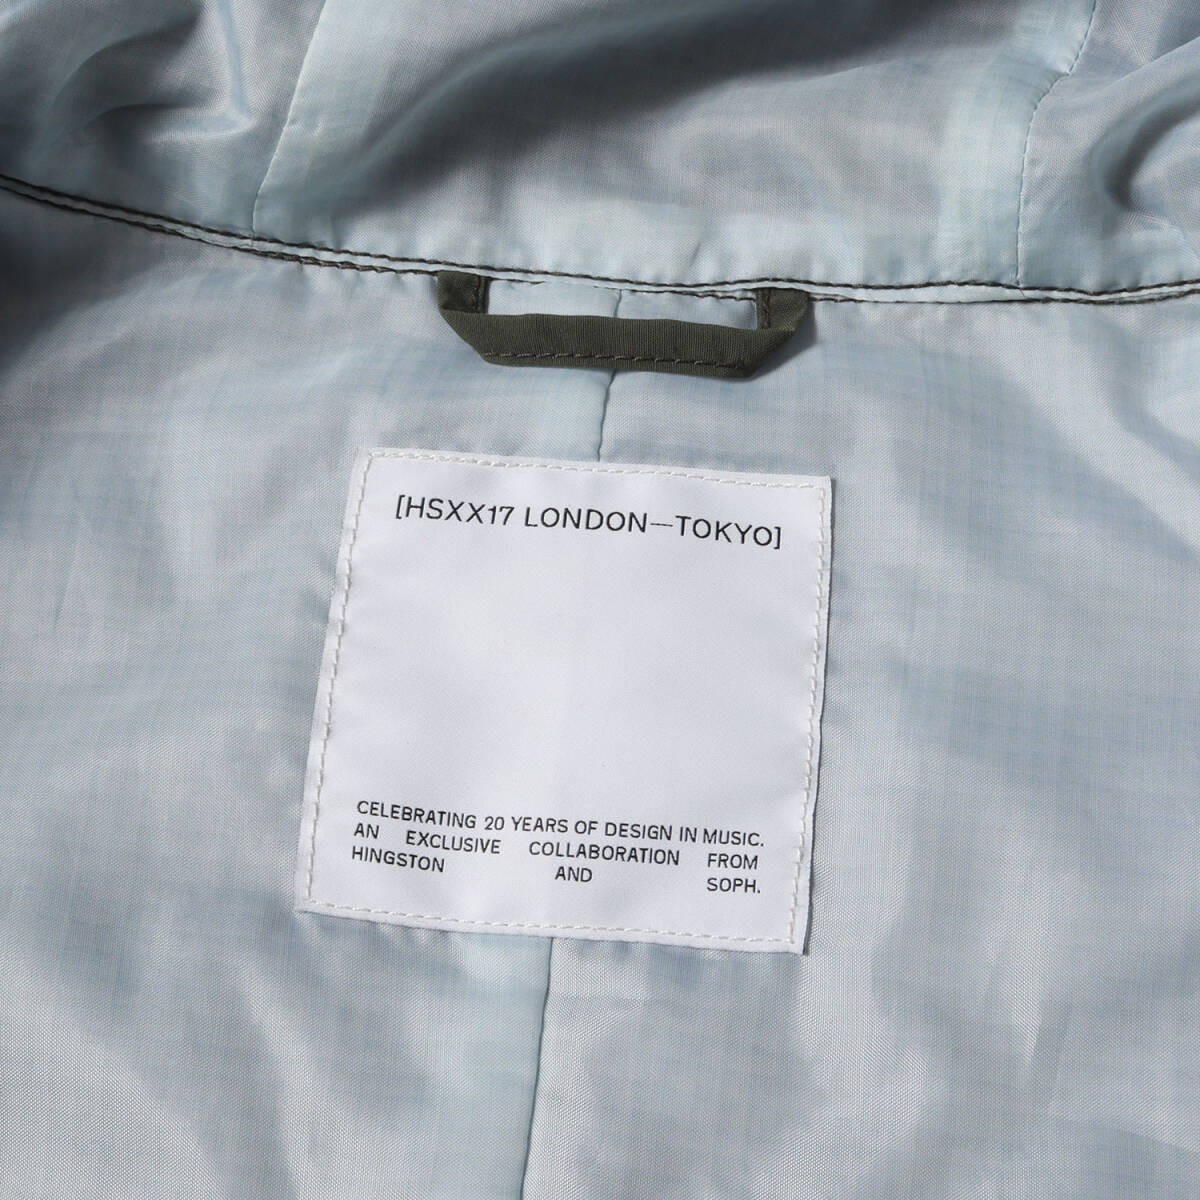 [HSXX17 LONDON—TOKYO]
CELEBRATING 20 YEARS OF DESIGN IN MUSIC.
AN EXCLUSIVE COLLABORATION FROM
HINGSTON AND SOPH.